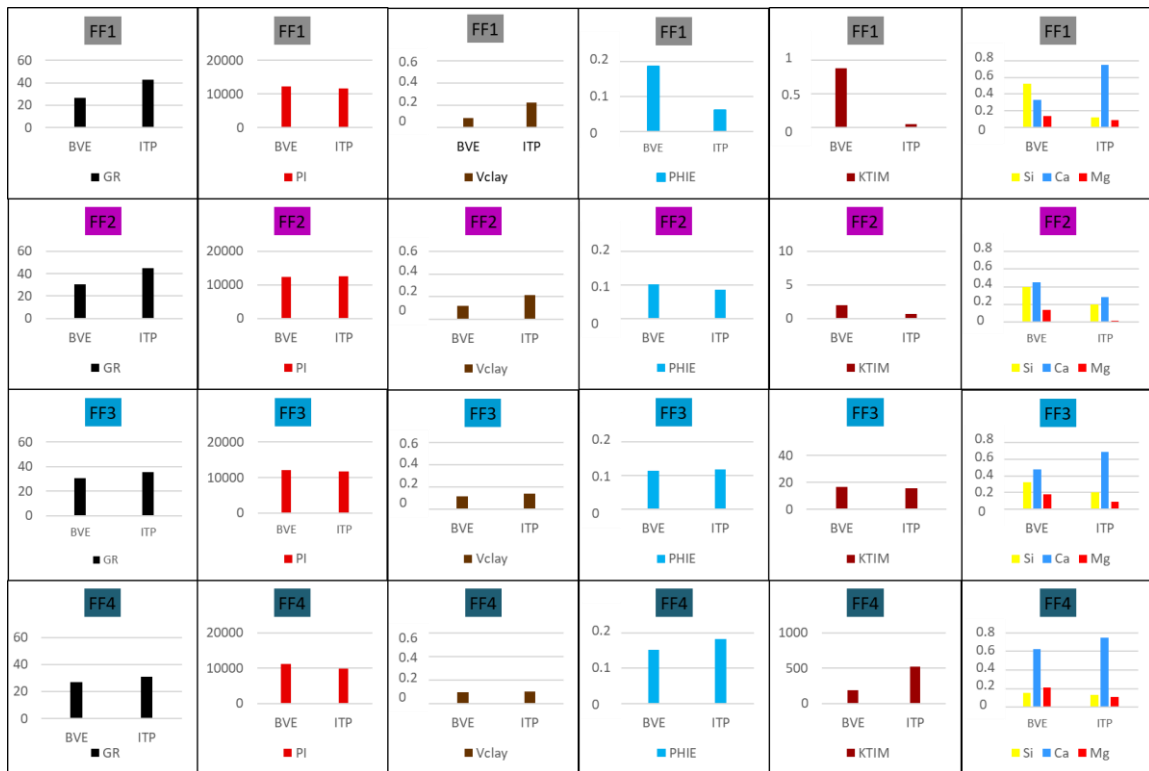 FF1
60
40
20
0
BVE ITP
GR
FF1
20000
10000
0
BVE ITP
PI
FF1
0.6
0.4
0.2
0
BVE ITP
Vclay
FF1
0.2
0.1
0
BVE ITP
PHIE
FF1
1
0.5
0
BVE ITP
KTIM
FF1
0.8
0.6
0.4
0.2
0
BVE ITP
Si Ca Mg
FF2
60
40
20
0
BVE ITP
GR
FF2
20000
10000
0
BVE ITP
PI
FF2
0.6
0.4
0.2
0
BVE ITP
Vclay
FF2
0.2
0.1
0
BVE ITP
PHIE
FF2
10
5
0
BVE ITP
KTIM
FF2
0.8
0.6
0.4
0.2
0
BVE ITP
Si Ca Mg
FF3
60
40
20
0
BVE ITP
GR
FF3
20000
10000
0
BVE ITP
PI
FF3
0.6
0.4
0.2
0
BVE ITP
Vclay
FF3
0.2
0.1
0
BVE ITP
PHIE
FF3
40
20
0
BVE ITP
KTIM
FF3
0.8
0.6
0.4
0.2
0
BVE ITP
Si Ca Mg
FF4
60
40
20
0
BVE ITP
GR
FF4
20000
10000
0
BVE ITP
PI
FF4
0.6
0.4
0.2
0
BVE ITP
Vclay
FF4
0.2
0.1
0
BVE ITP
PHIE
FF4
1000
500
0
BVE ITP
KTIM
FF4
0.8
0.6
0.4
0.2
0
BVE ITP
Si Ca Mg